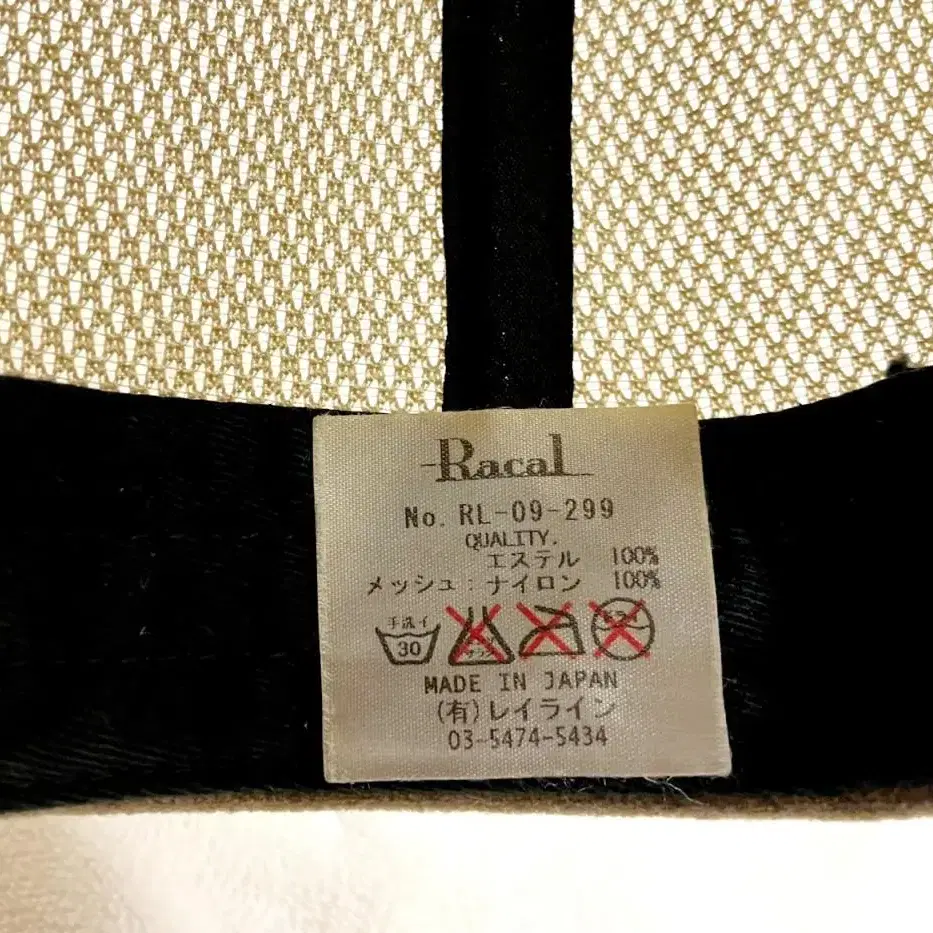 Racal
No. RL-09-299
QUALITY.
エステル 100%
メッシュ：ナイロン 100%
手洗イ
30
MADE IN JAPAN
(有)レイライン
03-5474-5434